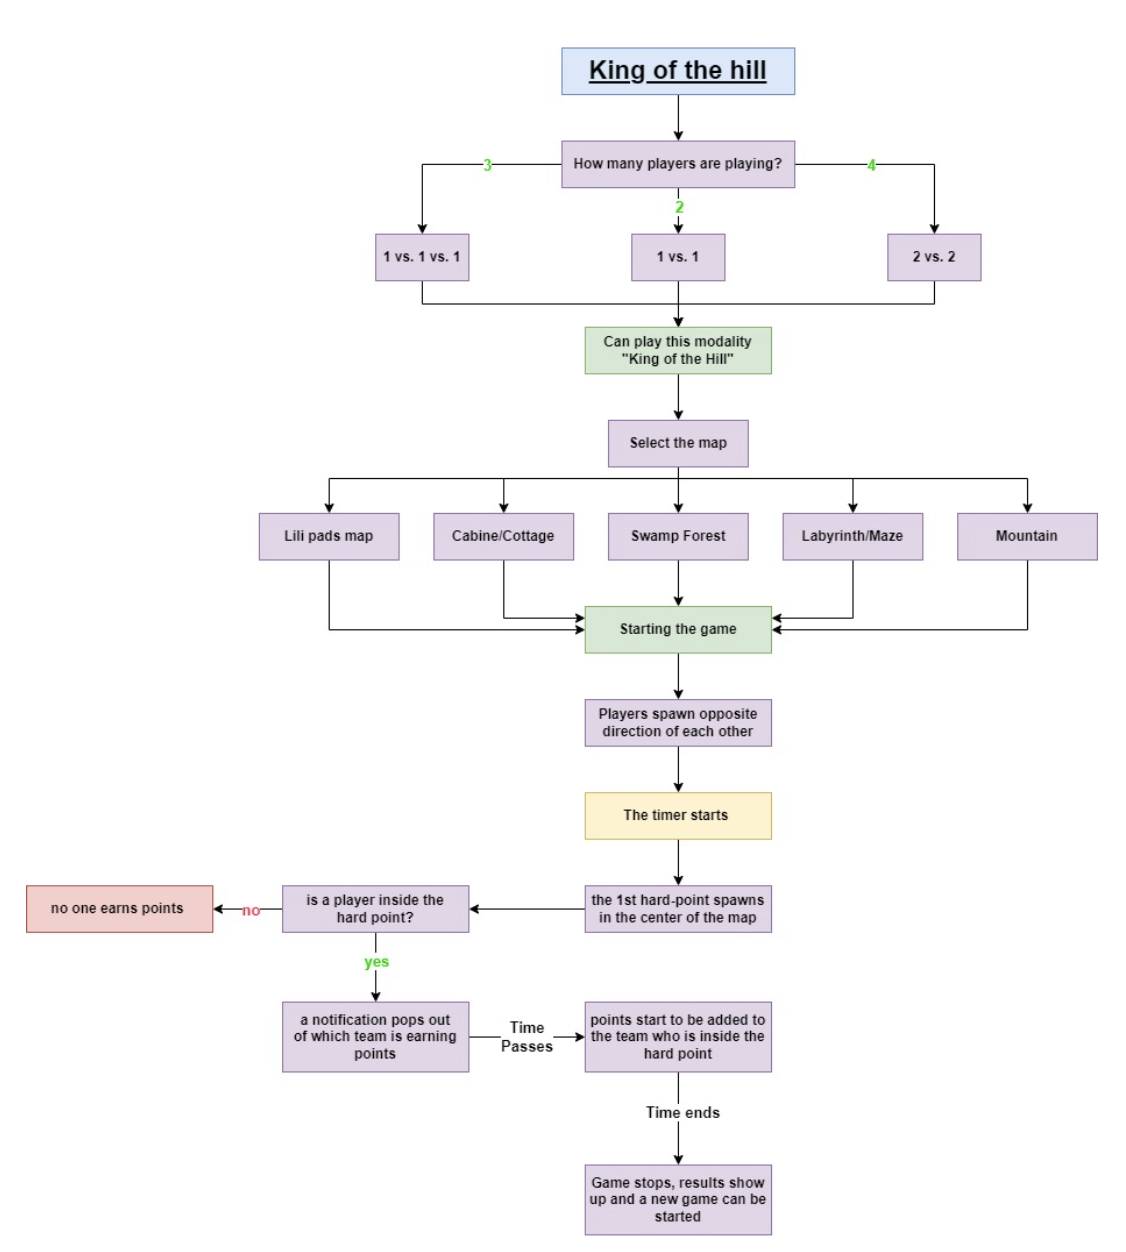 King of the hill
How many players are playing?
3
4
2
1 vs. 1 vs. 1
1 vs. 1
2 vs. 2
Can play this modality
"King of the Hill"
Select the map
Lili pads map
Cabine/Cottage
Swamp Forest
Labyrinth/Maze
Mountain
Starting the game
Players spawn opposite
direction of each other
The timer starts
the 1st hard-point spawns
in the center of the map
is a player inside the
hard point?
no
no one earns points
yes
a notification pops out
of which team is earning
points
Time
Passes
points start to be added to
the team who is inside the
hard point
Time ends
Game stops, results show
up and a new game can be
started